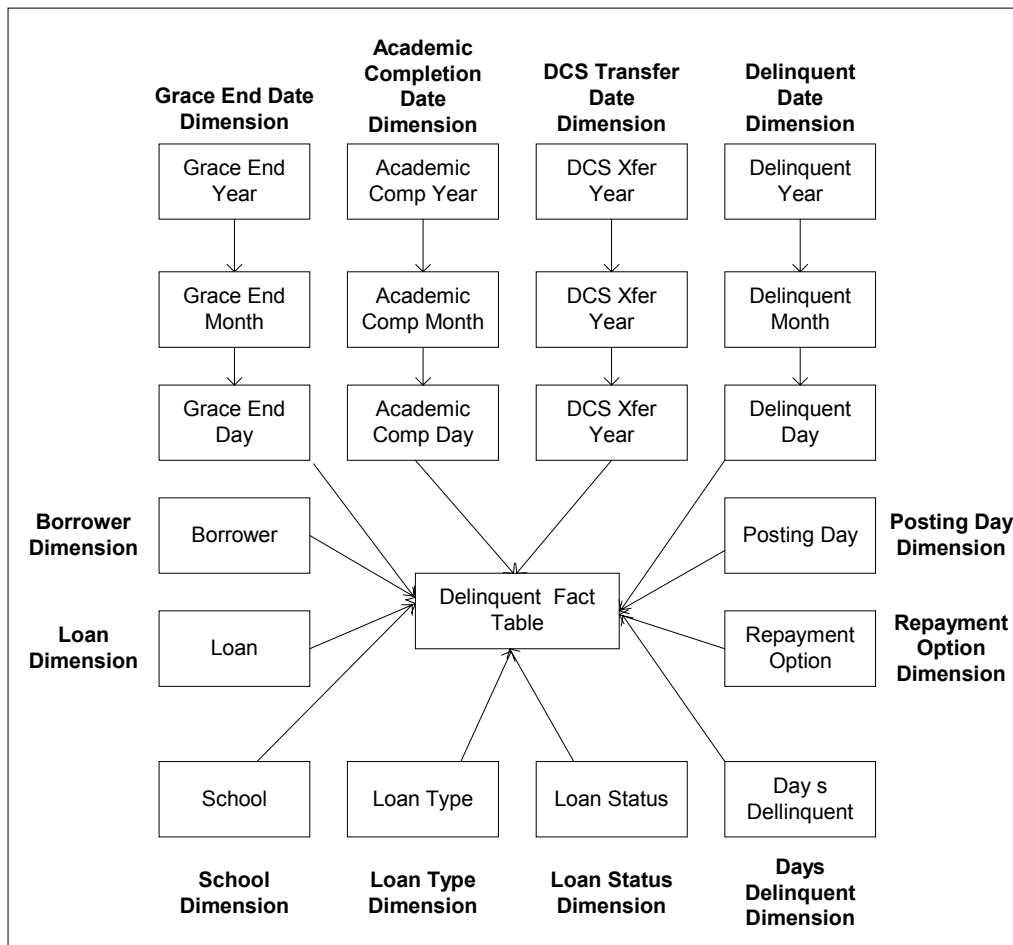 Grace End Date
Dimension
Academic
Completion
Date
Dimension
DCS Transfer
Date
Dimension
Delinquent
Date
Dimension
Grace End
Year
Academic
Comp Year
DCS Xfer
Year
Delinquent
Year
Grace End
Month
Academic
Comp Month
DCS Xfer
Year
Delinquent
Month
Grace End
Day
Academic
Comp Day
DCS Xfer
Year
Delinquent
Day
Borrower
Dimension
Borrower
Posting Day
Posting Day
Dimension
Delinquent Fact
Table
Loan
Dimension
Loan
Repayment
Option
Repayment
Option
Dimension
School
Loan Type
Loan Status
Day s
Dellinquent
School
Dimension
Loan Type
Dimension
Loan Status
Dimension
Days
Delinquent
Dimension